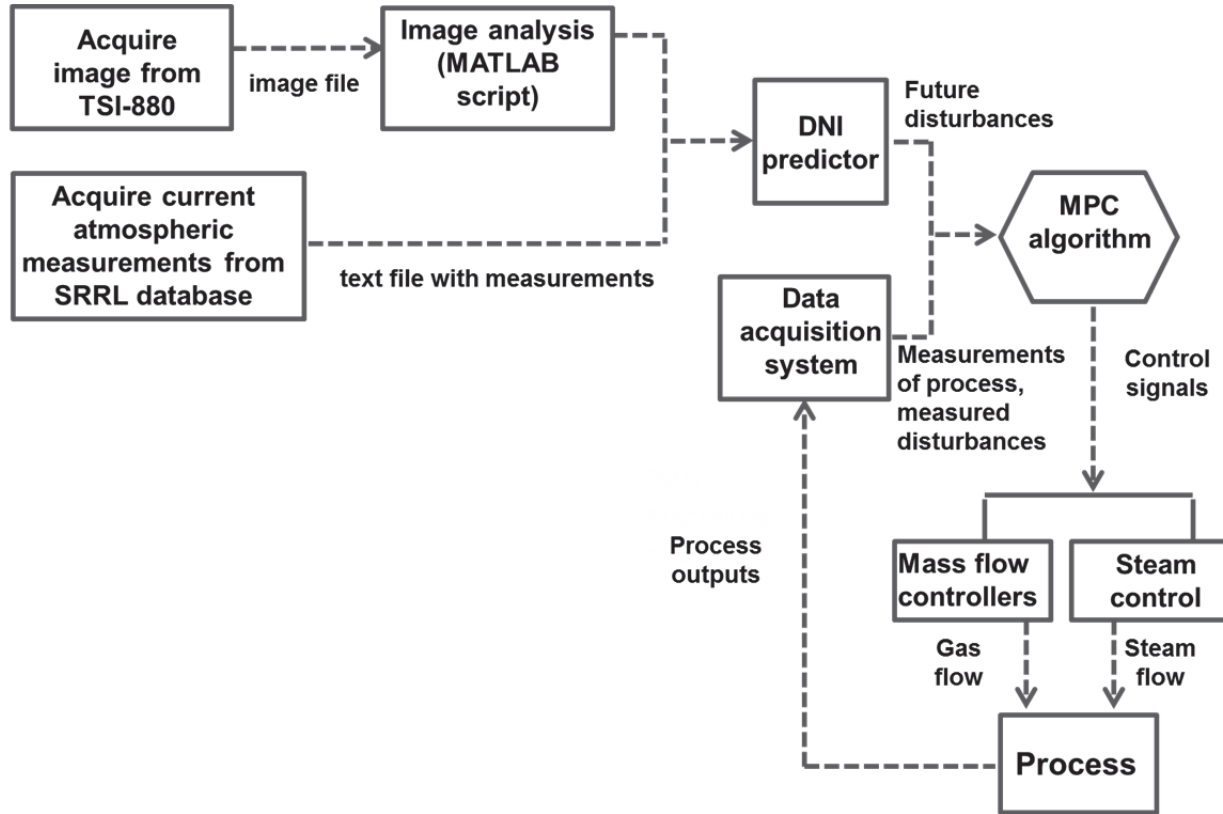 Acquire
image from
TSI-880
image file
Image analysis
(MATLAB
script)
Acquire current
atmospheric
measurements from
SRRL database
text file with measurements
DNI
predictor
Future
disturbances
MPC
algorithm
Data
acquisition
system
Measurements
of process,
measured
disturbances
Control
signals
Process
outputs
Mass flow
controllers
Steam
control
Gas
flow
Steam
flow
Process